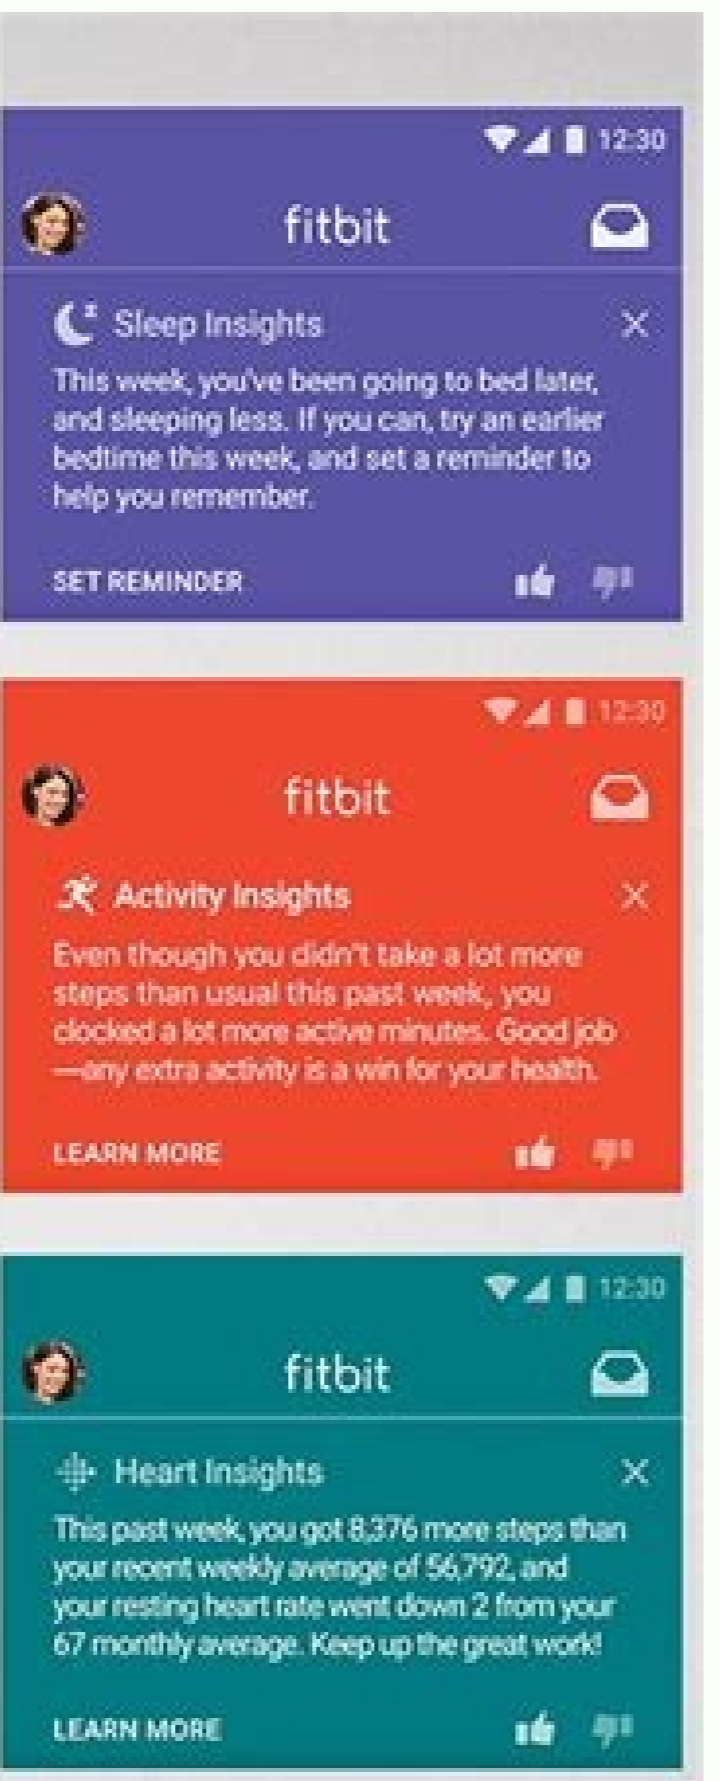 12:30
fitbit
Sleep Insights
This week, you've been going to bed later,
and sleeping less. If you can, try an earlier
bedtime this week, and set a reminder to
help you remember.
SET REMINDER
12:30
fitbit
Activity Insights
Even though you didn't take a lot more
steps than usual this past week, you
clocked a lot more active minutes. Good job
—any extra activity is a win for your health.
LEARN MORE
12:30
fitbit
Heart Insights
This past week, you got 8,376 more steps than
your recent weekly average of 56,792, and
your resting heart rate went down 2 from your
67 monthly average. Keep up the great work!
LEARN MORE